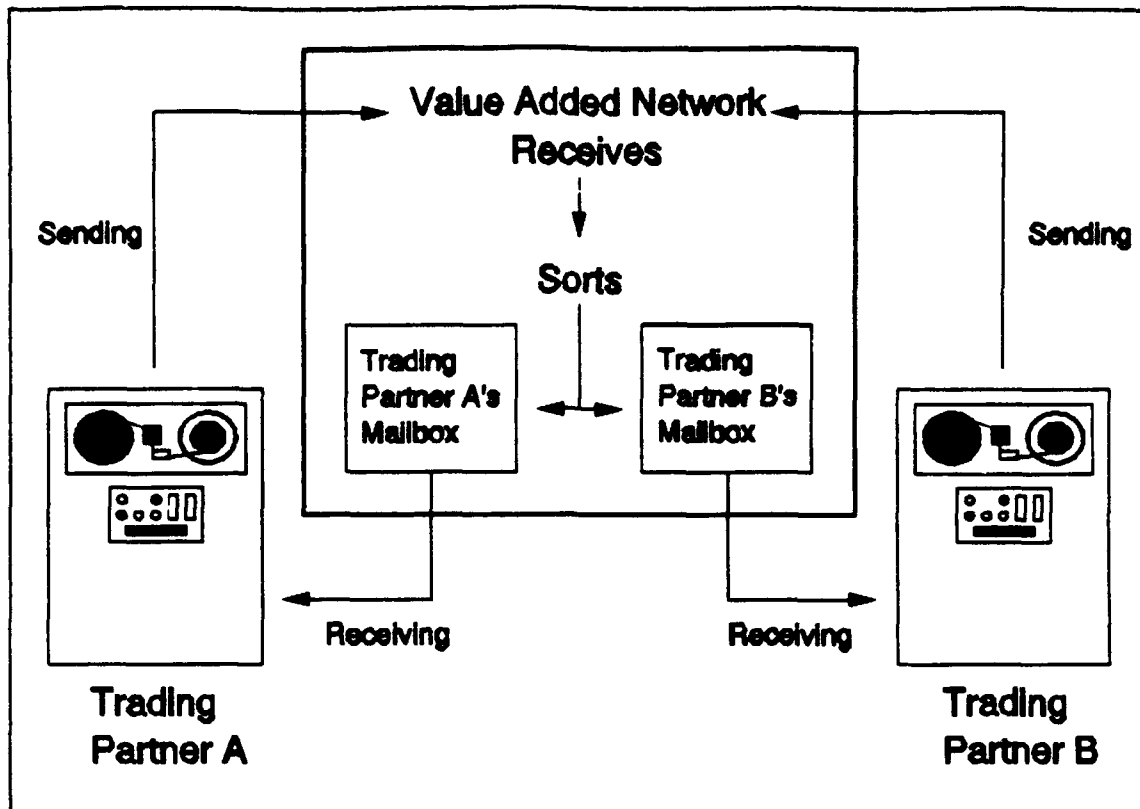 Value Added Network
Receives
Sending
Sending
Sorts
Trading
Partner A's
Mailbox
Trading
Partner B's
Mailbox
Receiving
Receiving
Trading
Partner A
Trading
Partner B